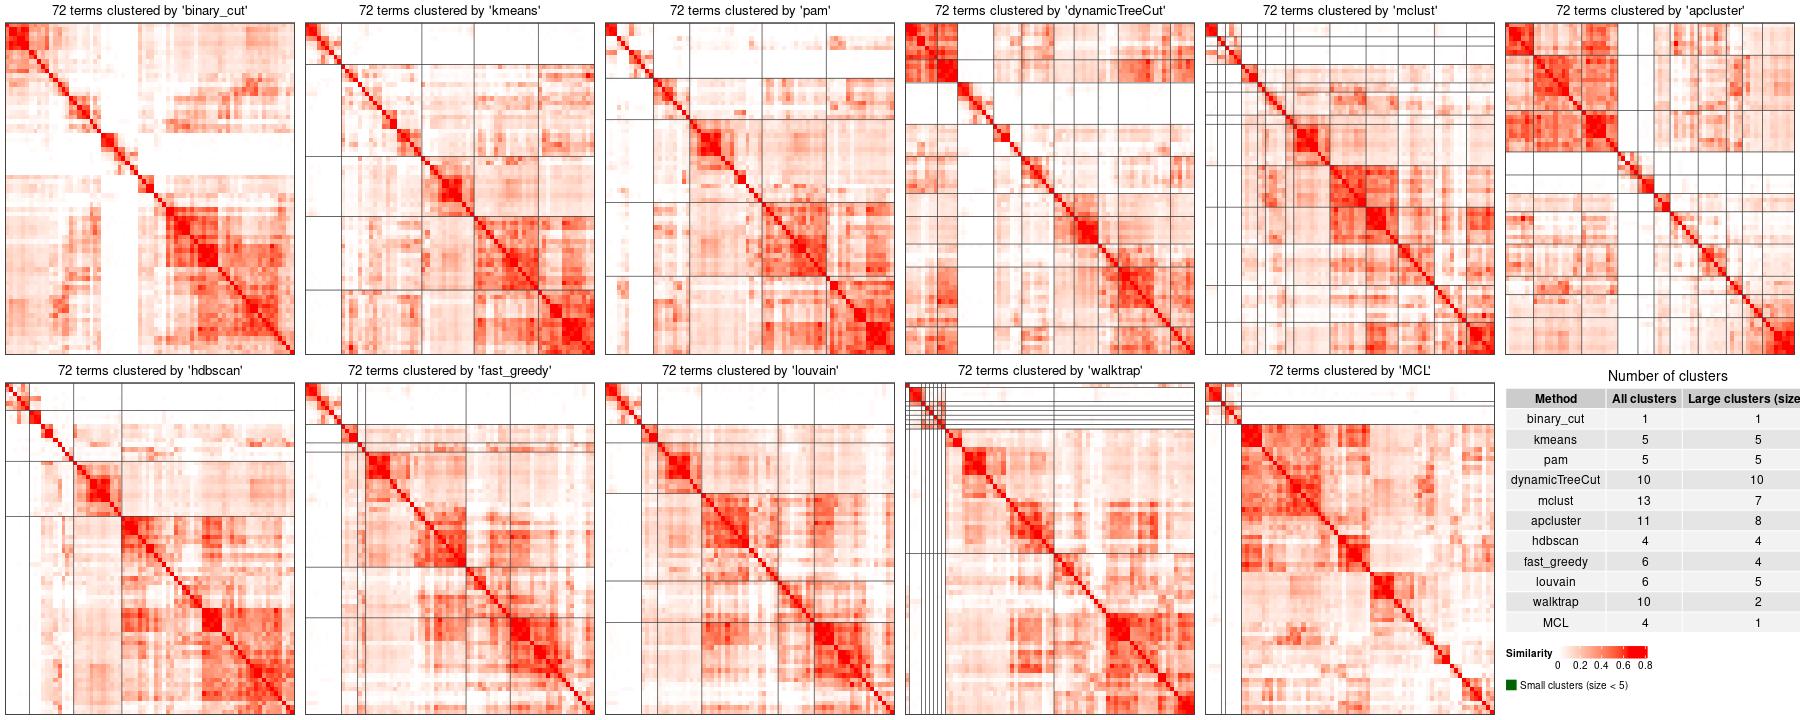 72 terms clustered by 'binary_cut'
72 terms clustered by 'kmeans'
72 terms clustered by 'pam'
72 terms clustered by 'dynamicTreeCut'
72 terms clustered by 'mclust'
72 terms clustered by 'apcluster'
72 terms clustered by 'hdbscan'
72 terms clustered by 'fast_greedy'
72 terms clustered by 'louvain'
72 terms clustered by 'walktrap'
72 terms clustered by 'MCL'
Number of clusters
Method All clusters Large clusters (size
binary_cut 1 1
kmeans 5 5
pam 5 5
dynamicTreeCut 10 10
mclust 13 7
apcluster 11 8
hdbscan 4 4
fast_greedy 6 4
louvain 6 5
walktrap 10 2
MCL 4 1
Similarity
0 0.2 0.4 0.6 0.8
Small clusters (size < 5)